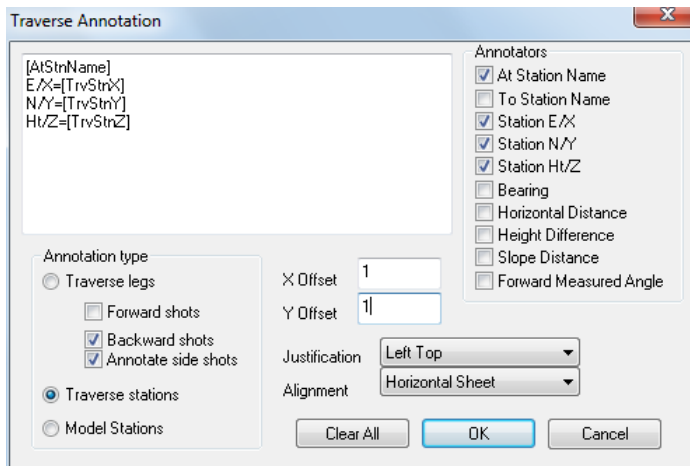 Traverse Annotation
x
[AtStnName]
E/X=[TrvStnX]
N/Y=[TrvStnY]
Ht/Z=[TrvStnZ]
Annotators
At Station Name
To Station Name
Station E/X
Station N/Y
Station Ht/Z
Bearing
Horizontal Distance
Height Difference
Slope Distance
Forward Measured Angle
Annotation type
Traverse legs
Forward shots
Backward shots
Annotate side shots
Traverse stations
Model Stations
X Offset 1
Y Offset 1
Justification Left Top
Alignment Horizontal Sheet
Clear All OK Cancel